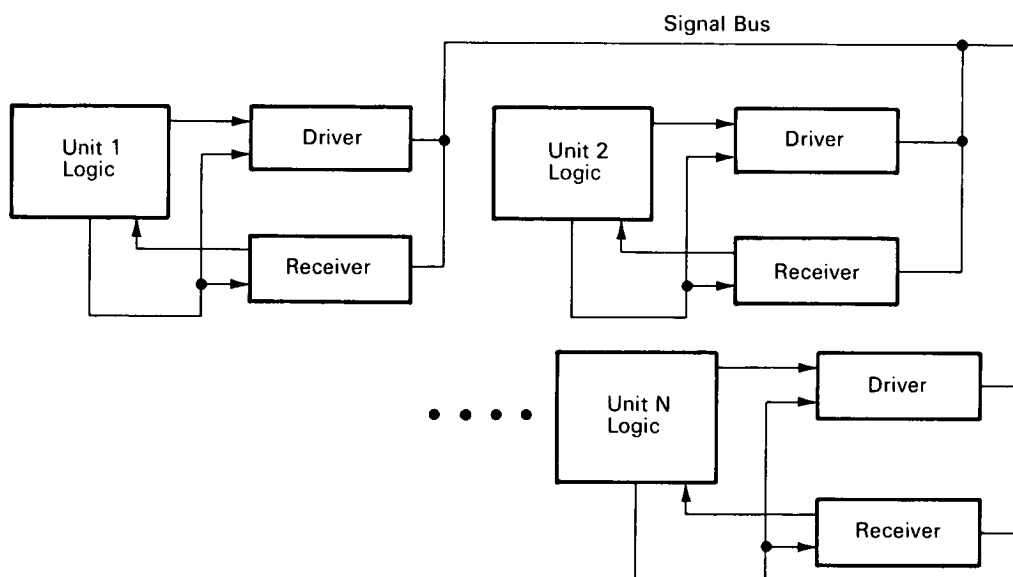 Signal Bus
Unit 1
Logic
Driver
Receiver
Unit 2
Logic
Driver
Receiver
Unit N
Logic
Driver
Receiver